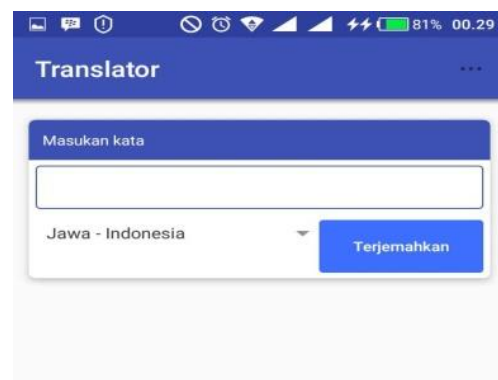 81% 00.29
Translator
Masukan kata
Jawa - Indonesia
Terjemahkan